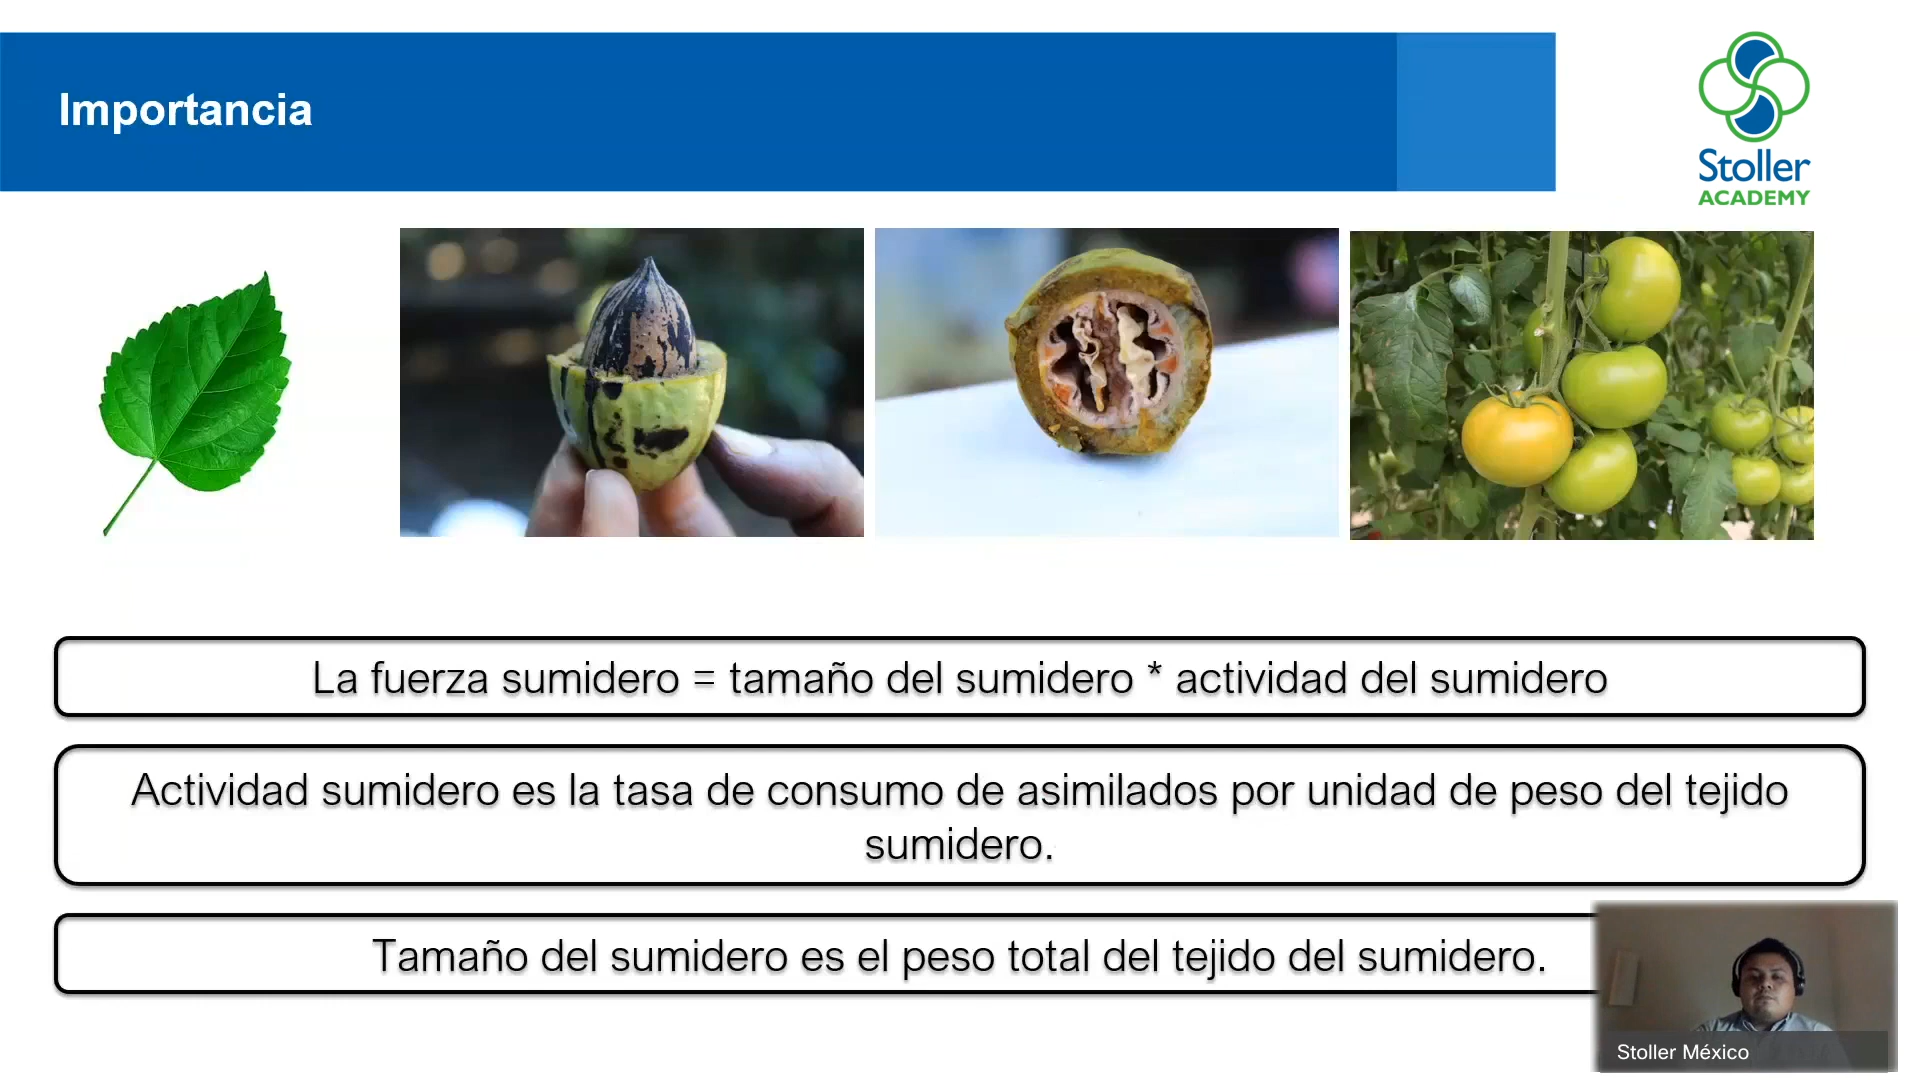 Importancia
Stoller
ACADEMY
La fuerza sumidero = tamaño del sumidero * actividad del sumidero
Actividad sumidero es la tasa de consumo de asimilados por unidad de peso del tejido
sumidero.
Tamaño del sumidero es el peso total del tejido del sumidero.
Stoller México